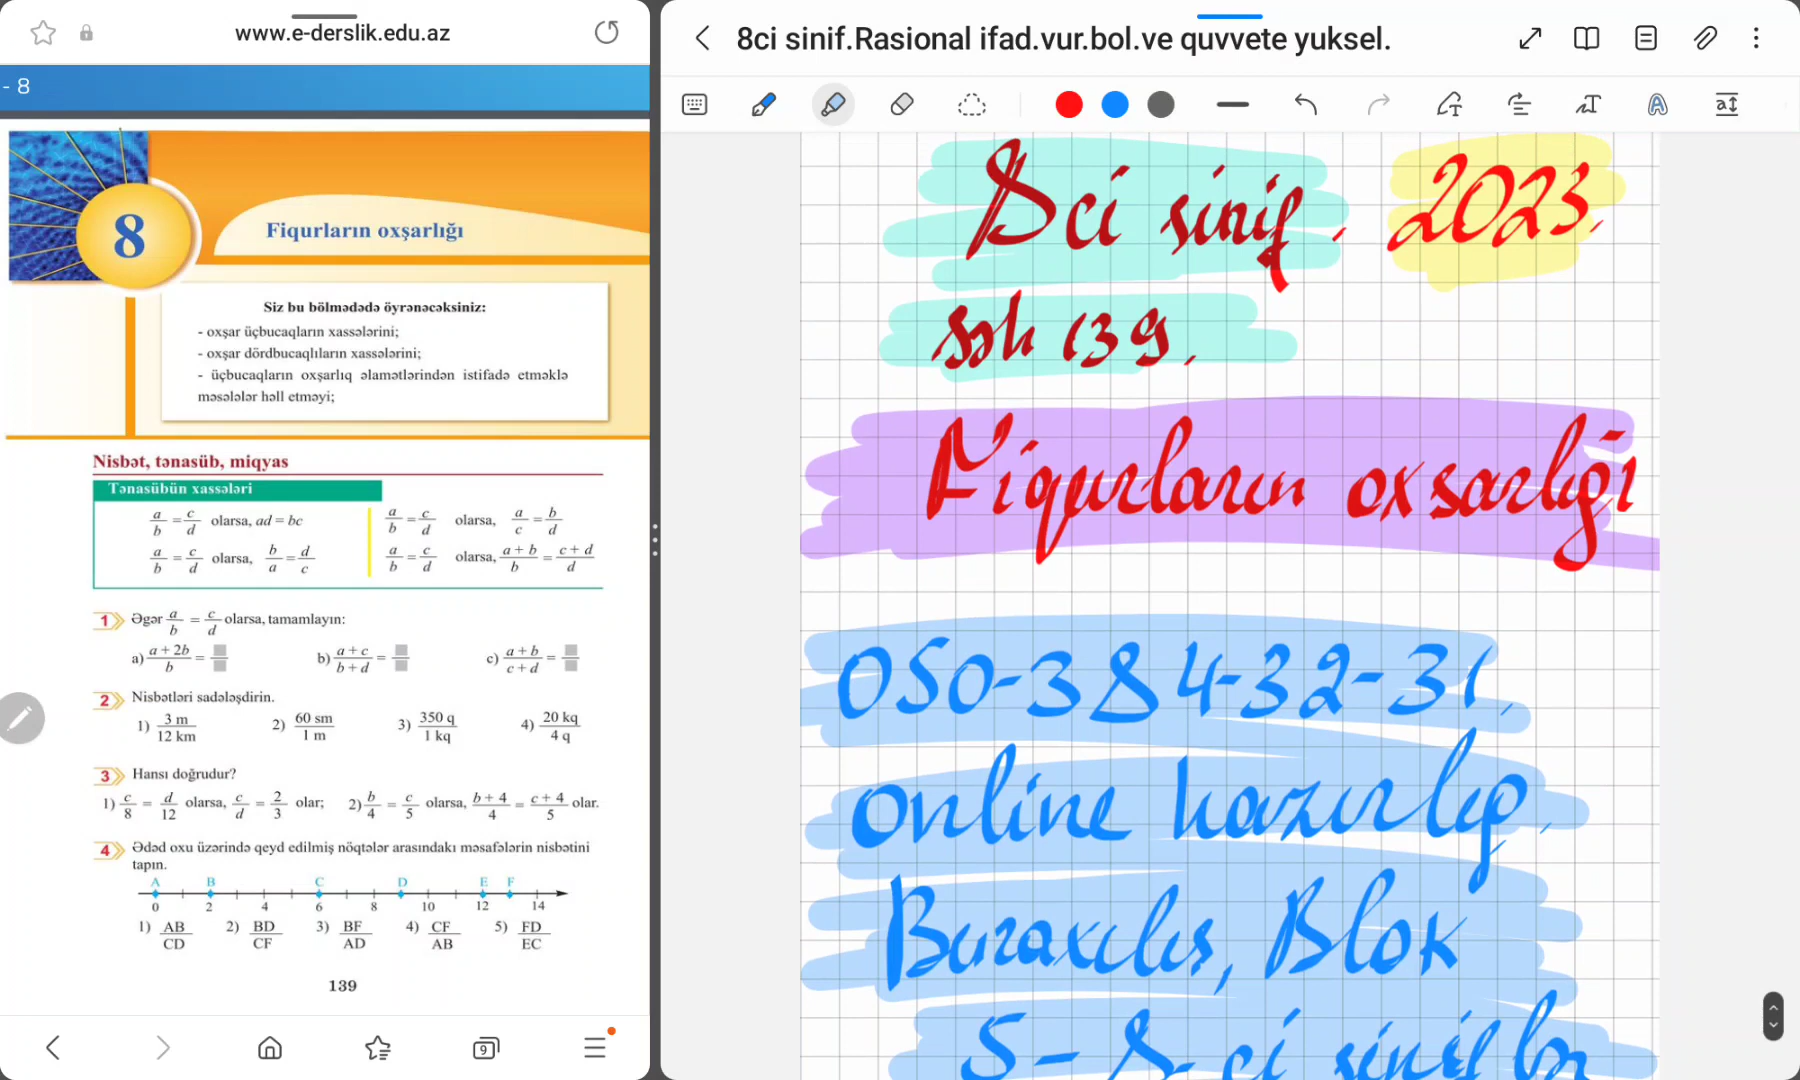 www.e-derslik.edu.az
- 8
8
Fiqurların oxşarlığı
Siz bu bölmədədə öyrənəcəksiniz:
- oxşar üçbucaqların xassələrini;
- oxşar dördbucaqlıların xassələrini;
- üçbucaqların oxşarlıq əlamətlərindən istifadə etməklə
məsələlər həll etməyi;
Nisbət, tənasüb, miqyas
Tənasübün xassələri
a/b = c/d olarsa, ad = bc
a/b = c/d olarsa, a/c = b/d
a/b = c/d olarsa, b/a = d/c
a/b = c/d olarsa, a + b/b = c + d/d
1 Əgər a/b = c/d olarsa, tamamlayın:
a) a + 2b/b = b) a + c/b + d = c) a + b/c + d =
2 Nisbətləri sadələşdirin.
1) 3 m/12 km 2) 60 sm/1 m 3) 350 q/1 kq 4) 20 kq/4 q
3 Hansı doğrudur?
1) c/8 = d/12 olarsa, c/d = 2/3 olar; 2) b/4 = c/5 olarsa, b + 4/4 = c + 4/5 olar.
4 Ədəd oxu üzərində qeyd edilmiş nöqtələr arasındakı məsafələrin nisbətini
tapın.
A B C D E F
0 2 4 6 8 10 12 14
1) AB/CD 2) BD/CF 3) BF/AD 4) CF/AB 5) FD/EC
139
9
8ci sinif.Rasional ifad.vur.bol.ve quvvete yuksel.
8ci sinif. 2023.
səh 139.
Fiqurların oxsarlıği
050-384-32-31.
online hazırlıq.
Buraxılış, Blok
5-8-ci siniflər